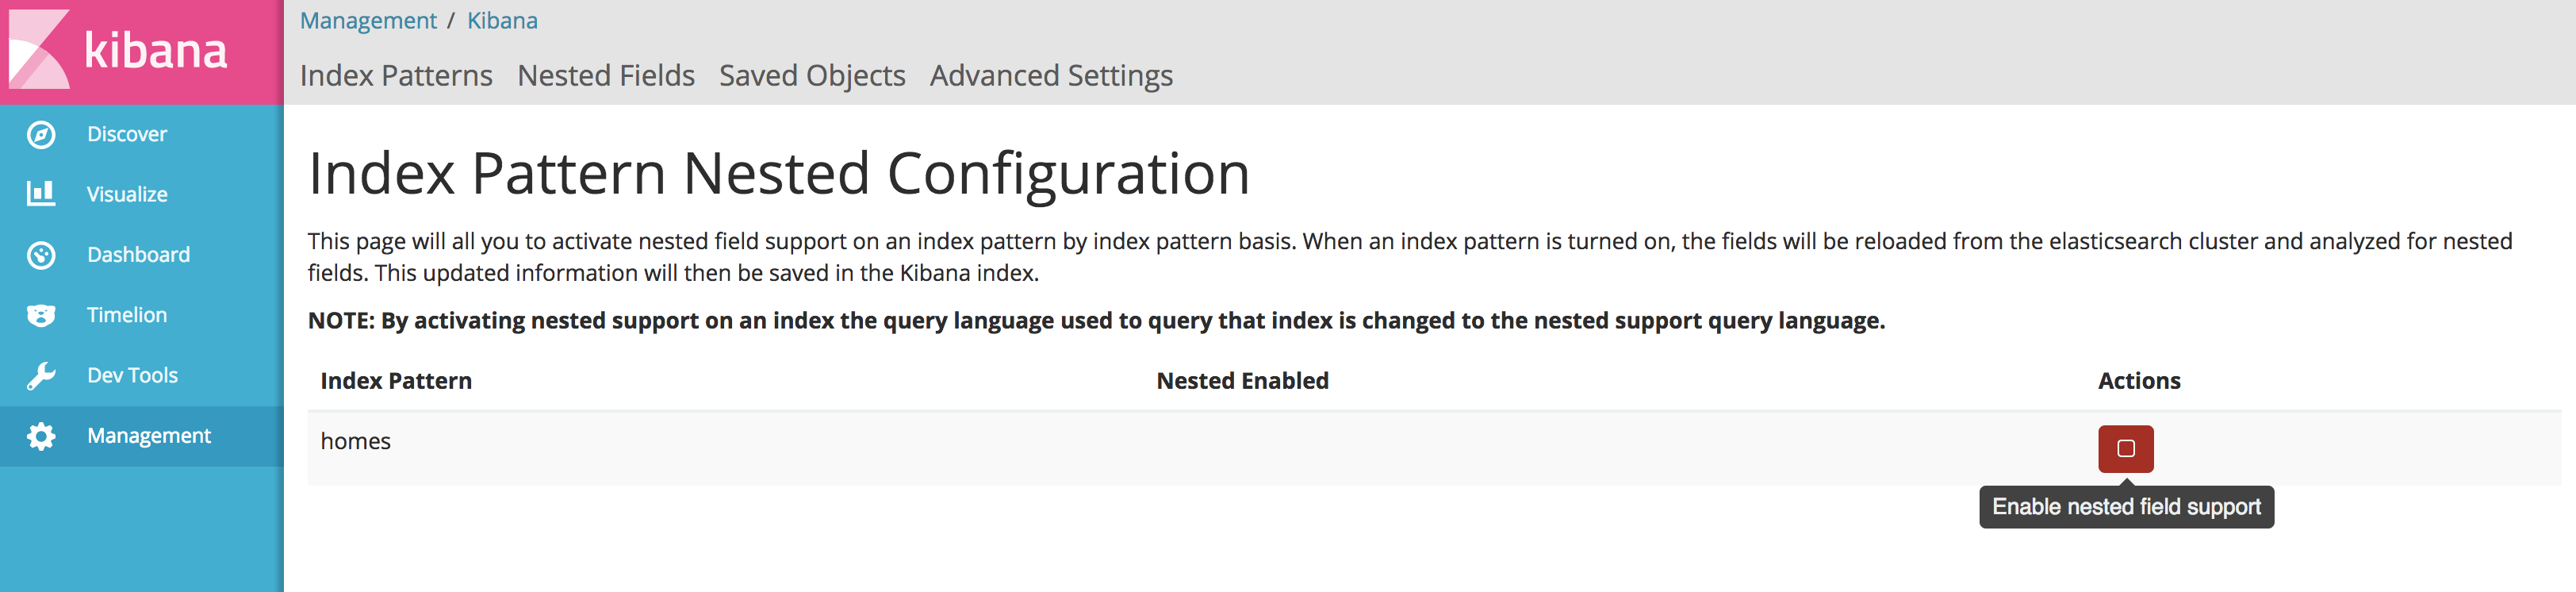 kibana
Management / Kibana
Index Patterns Nested Fields Saved Objects Advanced Settings
Discover
Visualize
Dashboard
Timelion
Dev Tools
Management
Index Pattern Nested Configuration
This page will all you to activate nested field support on an index pattern by index pattern basis. When an index pattern is turned on, the fields will be reloaded from the elasticsearch cluster and analyzed for nested
fields. This updated information will then be saved in the Kibana index.
NOTE: By activating nested support on an index the query language used to query that index is changed to the nested support query language.
Index Pattern Nested Enabled Actions
homes
Enable nested field support